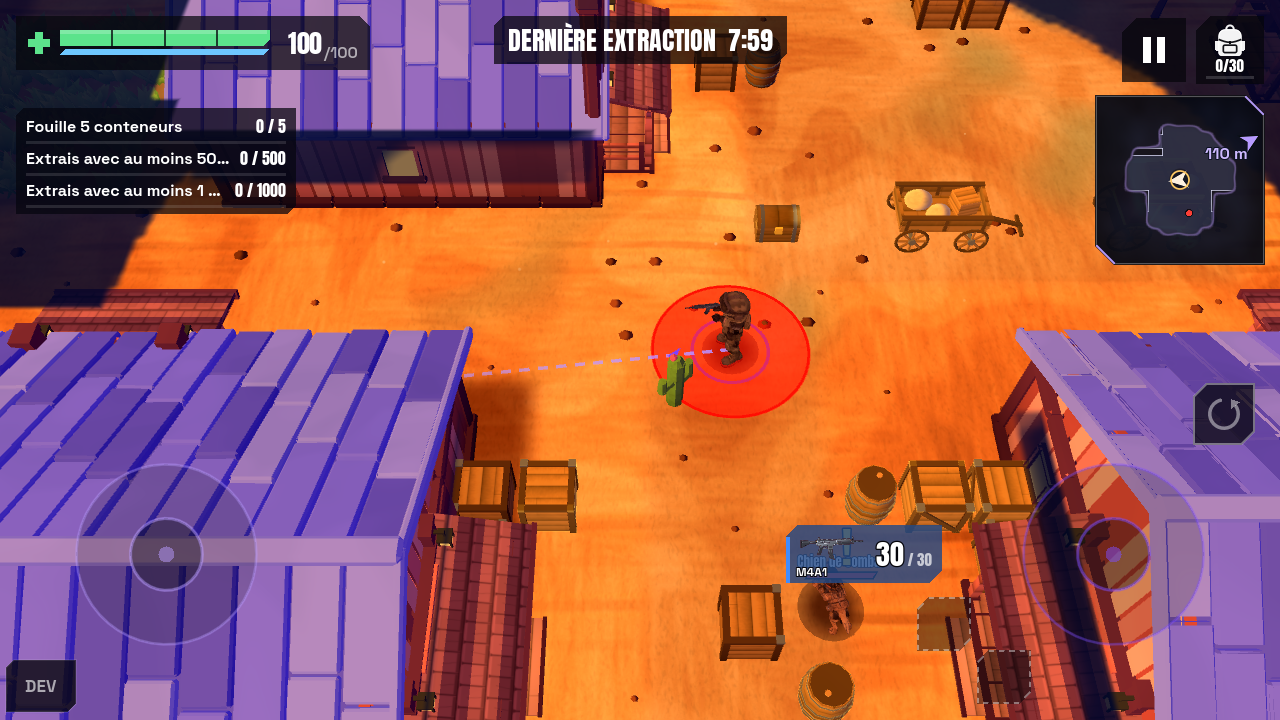 100/100
DERNIÈRE EXTRACTION 7:59
0/30
Fouille 5 conteneurs 0 / 5
Extrais avec au moins 50... 0 / 500
Extrais avec au moins 1 ... 0 / 1000
110 m
30 / 30
M4A1
DEV